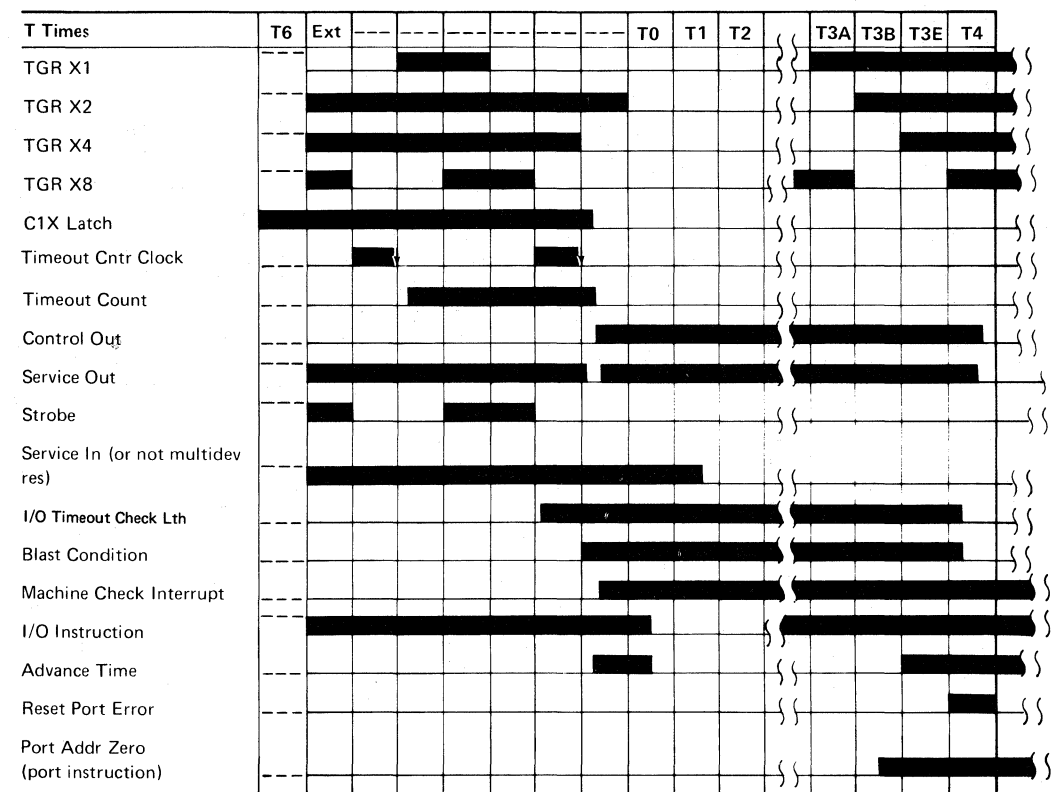 T Times T6 Ext ---- ---- ---- ---- ---- ---- T0 T1 T2 T3A T3B T3E T4
TGR X1
TGR X2
TGR X4
TGR X8
C1X Latch
Timeout Cntr Clock
Timeout Count
Control Out
Service Out
Strobe
Service In (or not multidev
res)
I/O Timeout Check Lth
Blast Condition
Machine Check Interrupt
I/O Instruction
Advance Time
Reset Port Error
Port Addr Zero
(port instruction)